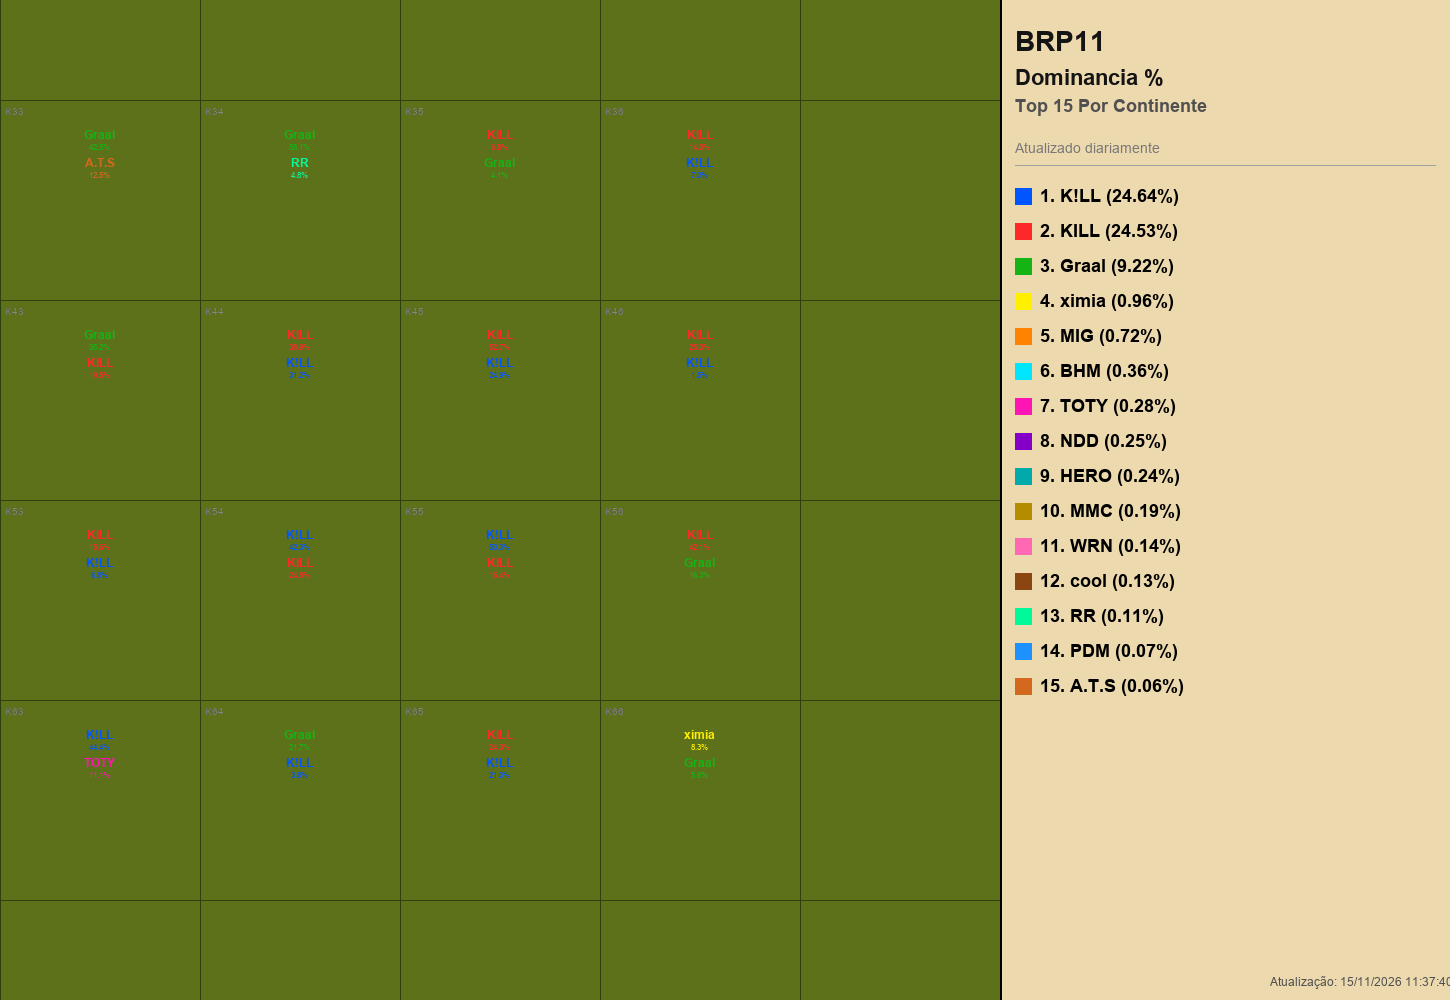 BRP11
Dominancia %
Top 15 Por Continente
Atualizado diariamente
1. K!LL (24.64%)
2. KILL (24.53%)
3. Graal (9.22%)
4. ximia (0.96%)
5. MIG (0.72%)
6. BHM (0.36%)
7. TOTY (0.28%)
8. NDD (0.25%)
9. HERO (0.24%)
10. MMC (0.19%)
11. WRN (0.14%)
12. cool (0.13%)
13. RR (0.11%)
14. PDM (0.07%)
15. A.T.S (0.06%)
Atualização: 15/11/2026 11:37:40
K33
Graal
A.T.S
12.5%
K34
Graal
RR
4.8%
K35
KILL
Graal
K36
KILL
K!LL
K43
Graal
KILL
K44
KILL
K!LL
K45
KILL
K!LL
K46
KILL
K!LL
K53
KILL
K!LL
K54
K!LL
KILL
K55
K!LL
KILL
K56
KILL
Graal
K63
K!LL
TOTY
K64
Graal
K!LL
K65
KILL
K!LL
K66
ximia
8.3%
Graal